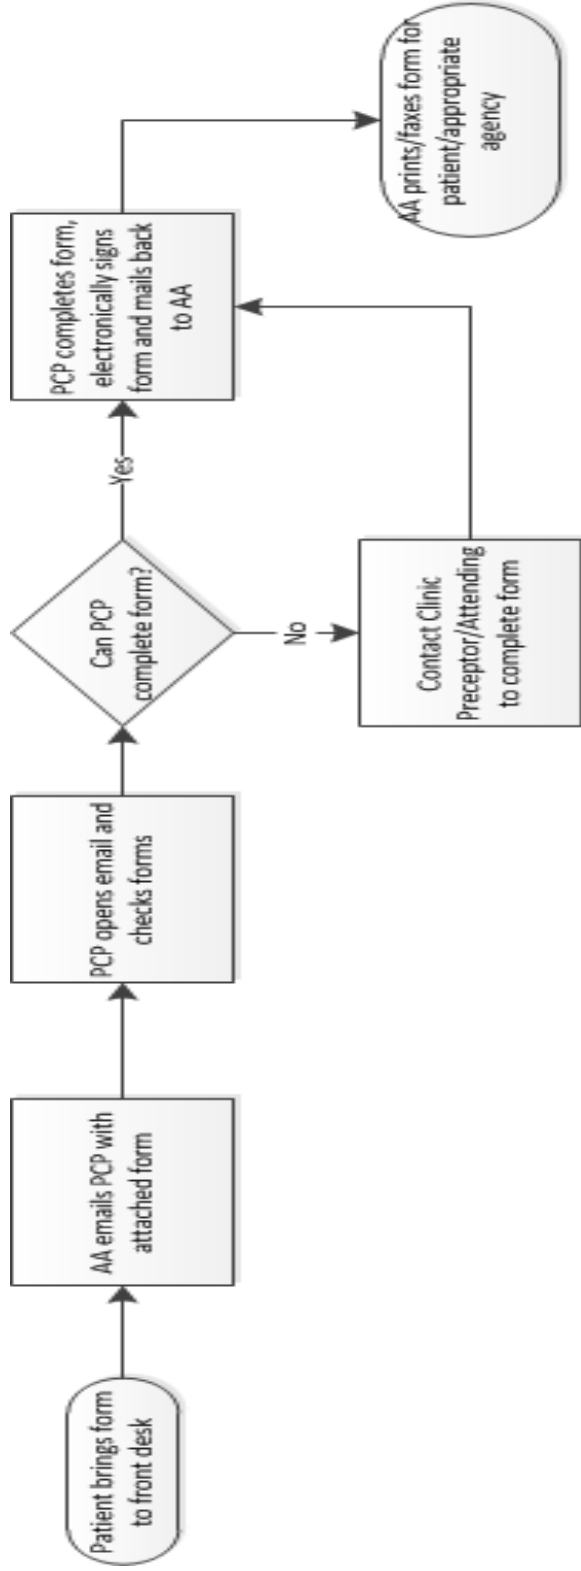 Patient brings form
to front desk
AA emails PCP with
attached form
PCP opens email and
checks forms
Can PCP
complete form?
Yes
No
PCP completes form,
electronically signs
form and mails back
to AA
Contact Clinic
Preceptor/Attending
to complete form
AA prints/faxes form for
patient/appropriate
agency